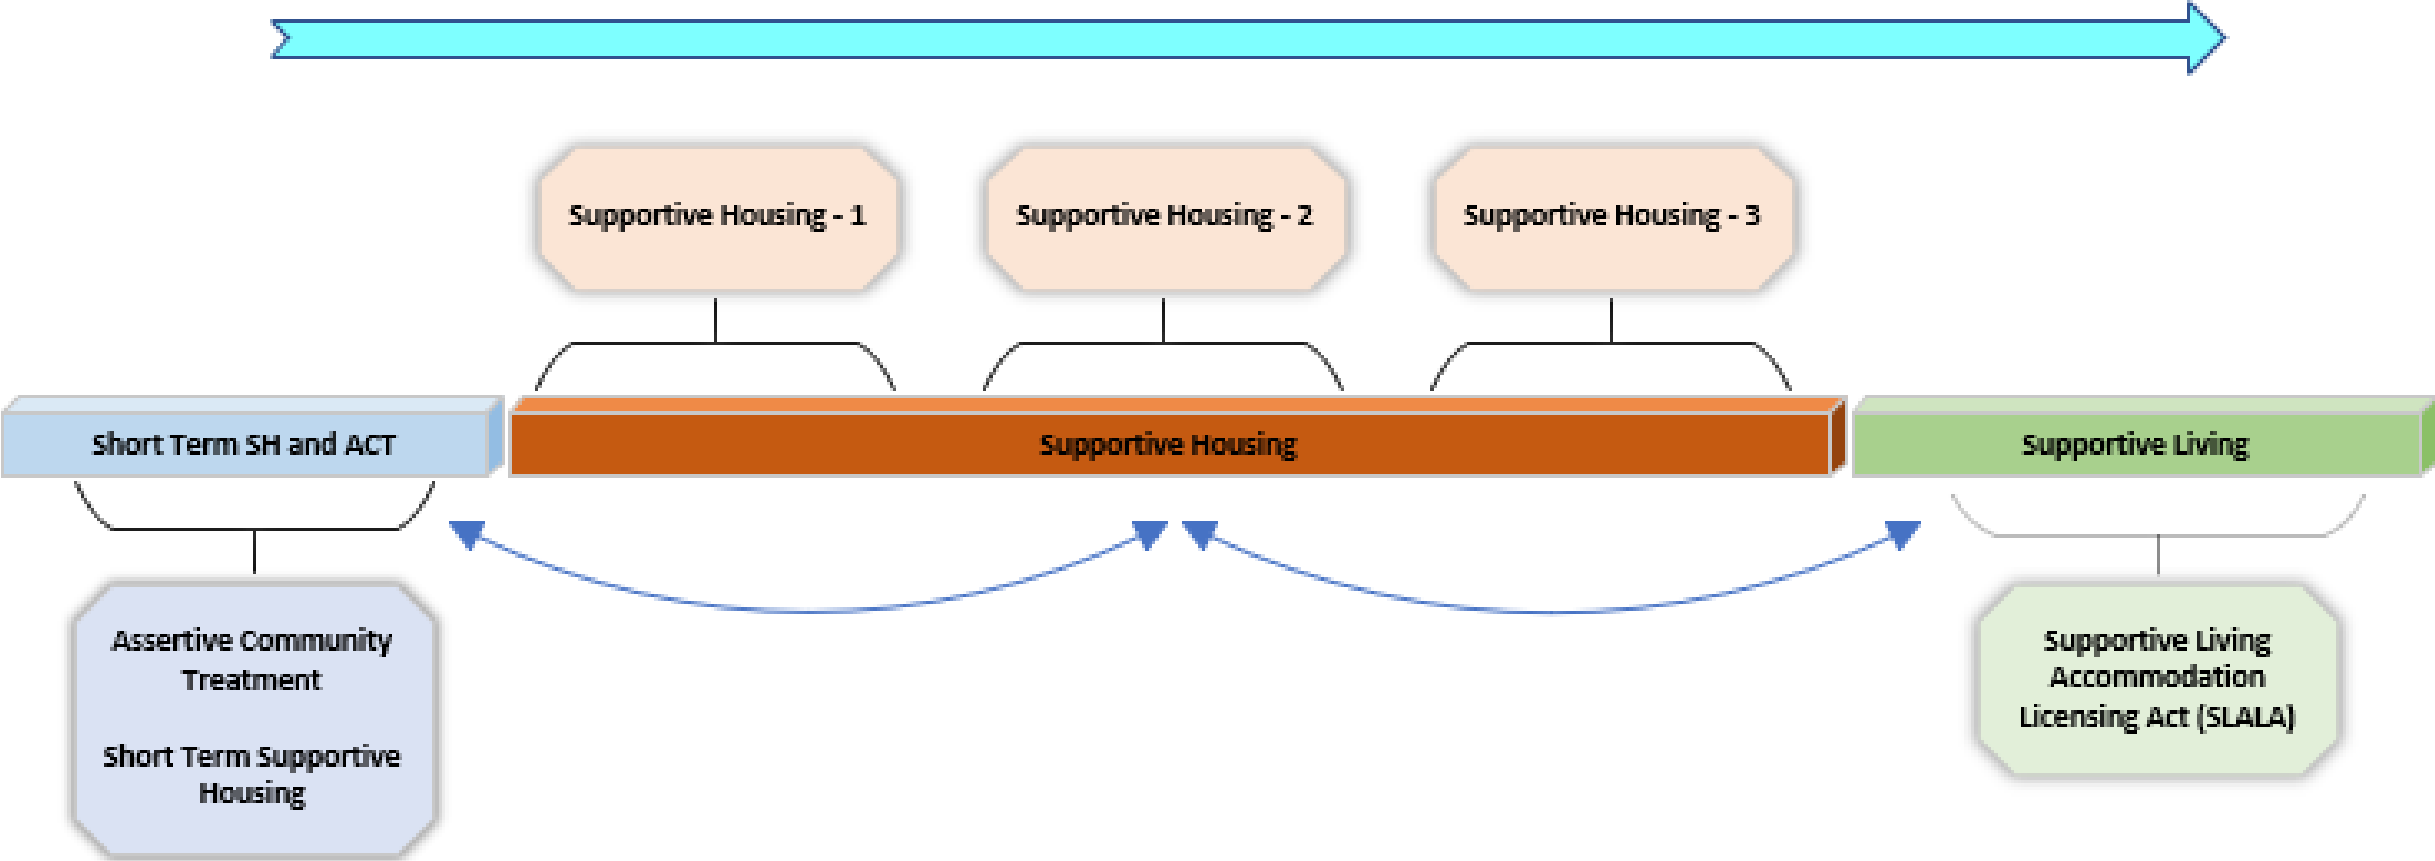 Supportive Housing - 1
Supportive Housing - 2
Supportive Housing - 3
Short Term SH and ACT
Supportive Housing
Supportive Living
Assertive Community
Treatment
Short Term Supportive
Housing
Supportive Living
Accommodation
Licensing Act (SLALA)